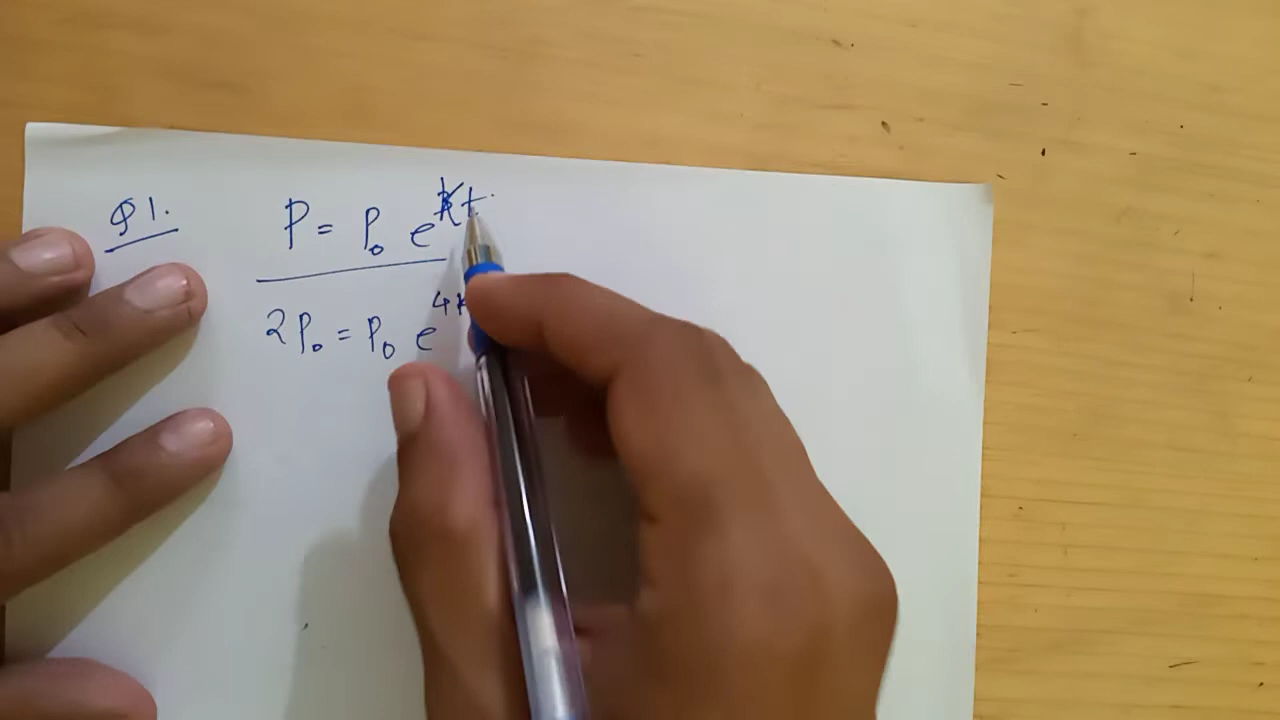 Q1.
P = P₀ e^kt
2P₀ = P₀ e^4k